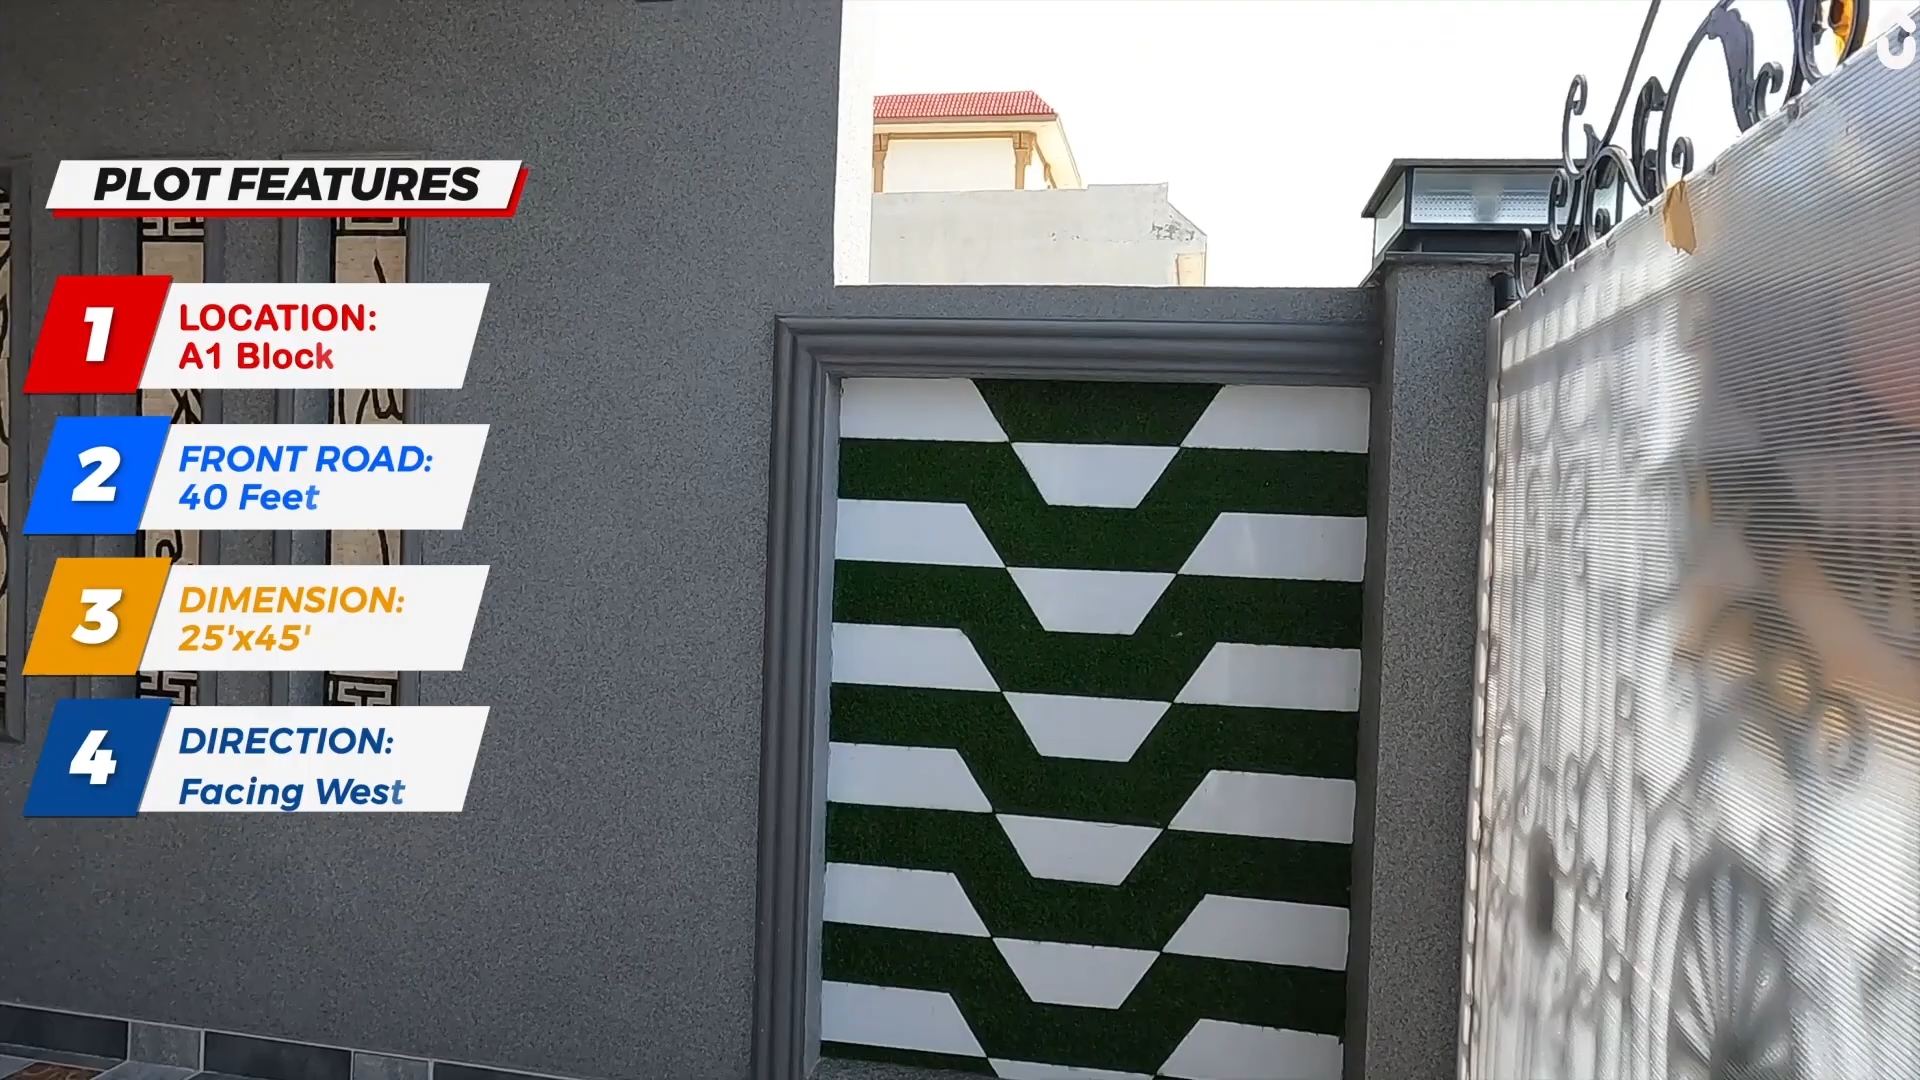 PLOT FEATURES
1
LOCATION:
A1 Block
2
FRONT ROAD:
40 Feet
3
DIMENSION:
25'x45'
4
DIRECTION:
Facing West